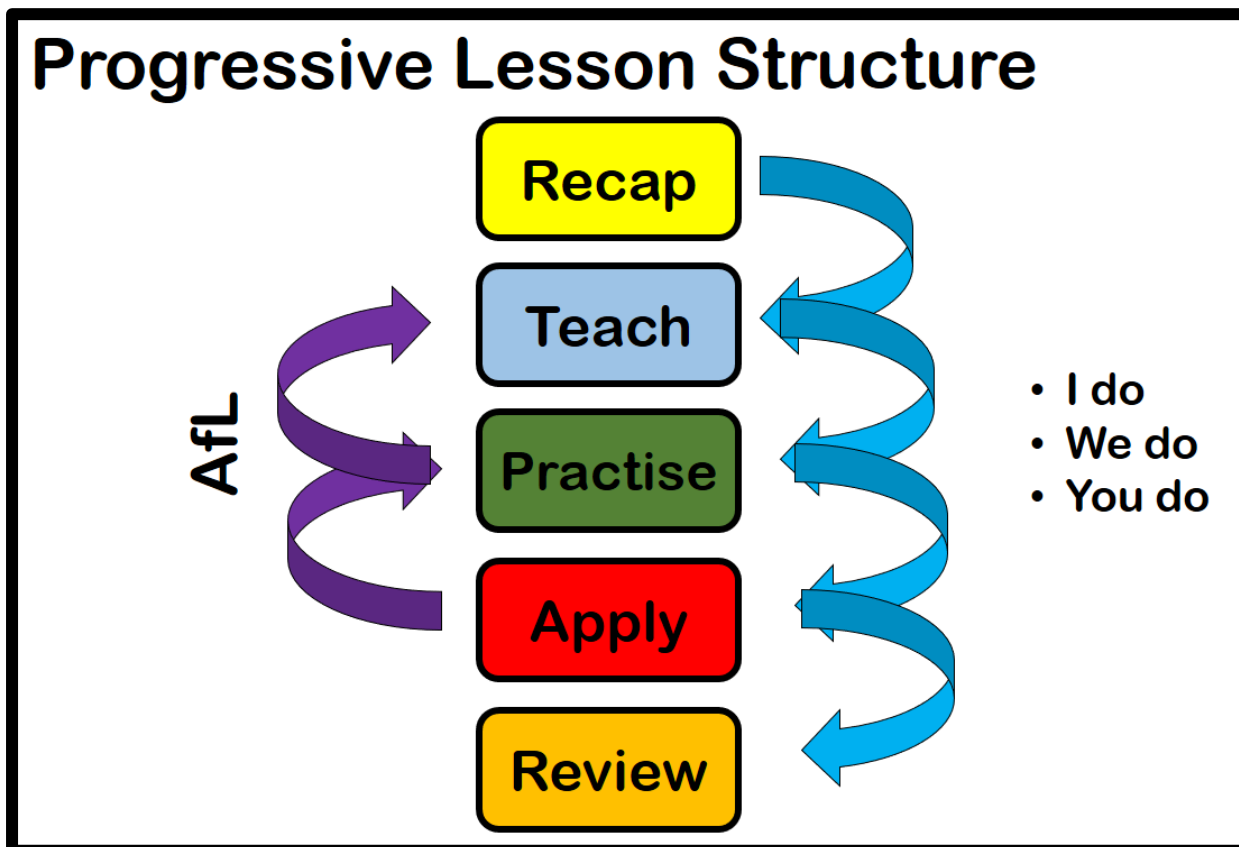 Progressive Lesson Structure
Recap
Teach
AfL
Practise
Apply
Review
• I do
• We do
• You do